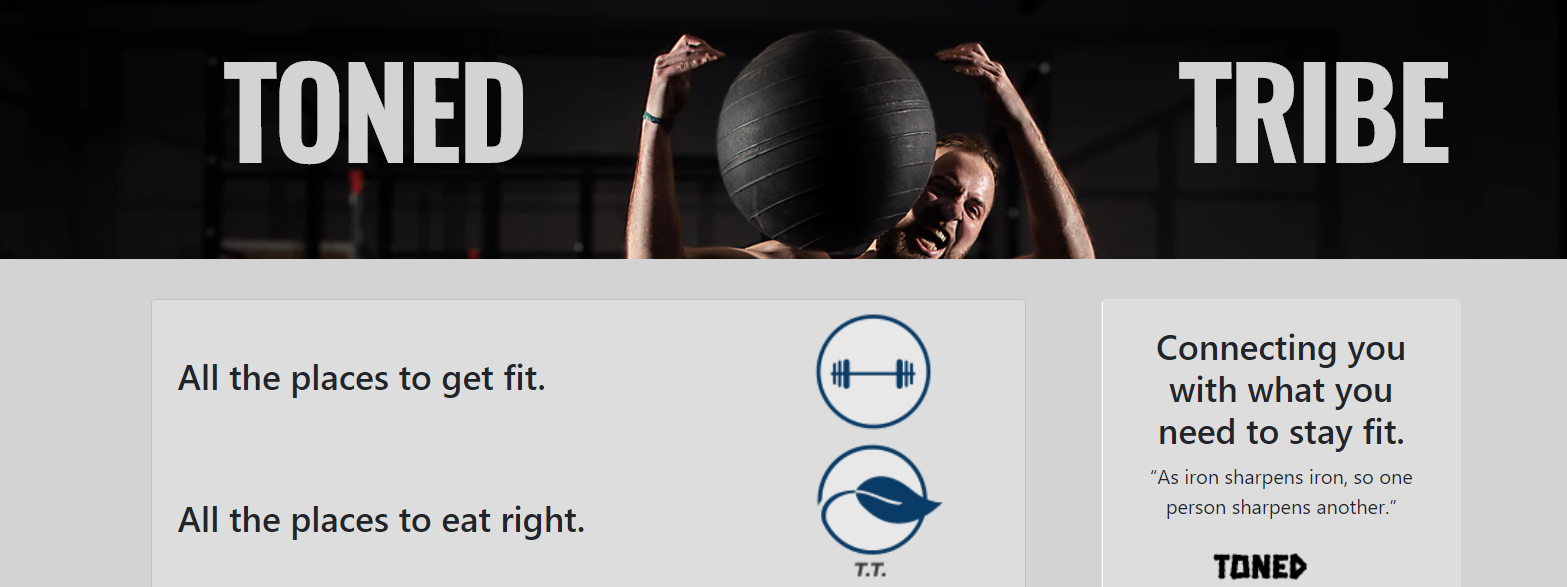 TONED TRIBE
All the places to get fit.
All the places to eat right.
T.T.
Connecting you
with what you
need to stay fit.
“As iron sharpens iron, so one
person sharpens another.”
TONED